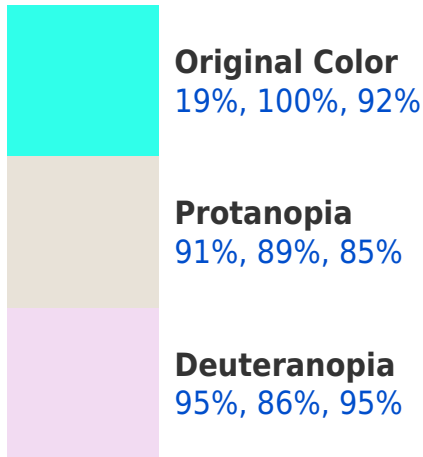 Original Color
19%, 100%, 92%
Protanopia
91%, 89%, 85%
Deuteranopia
95%, 86%, 95%